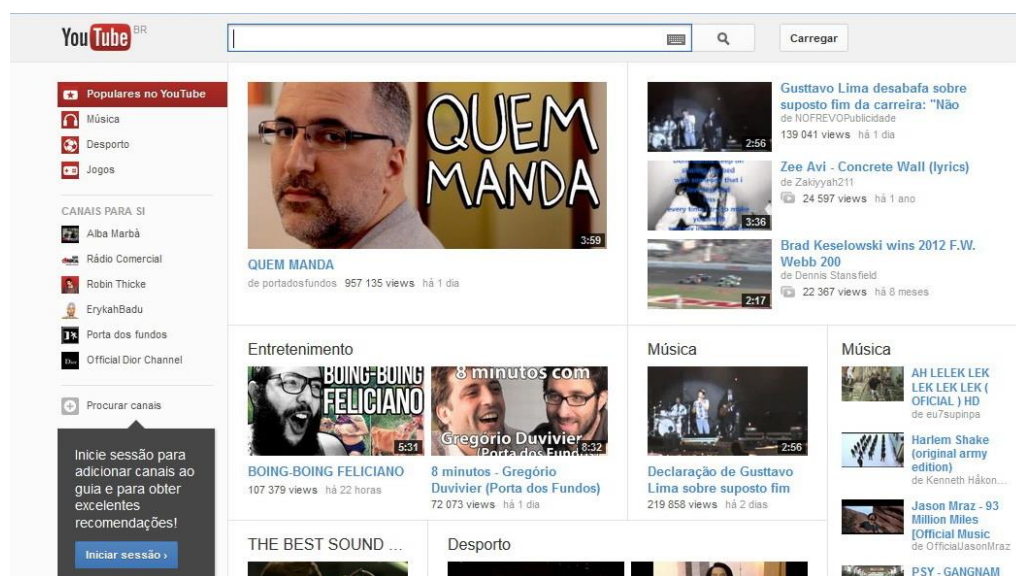 YouTube BR
Carregar
Populares no YouTube
Música
Desporto
Jogos
CANAIS PARA SI
Alba Marbà
Rádio Comercial
Robin Thicke
ErykahBadu
Porta dos fundos
Official Dior Channel
Procurar canais
Inicie sessão para
adicionar canais ao
guia e para obter
excelentes
recomendações!
Iniciar sessão ›
QUEM
MANDA
3:59
QUEM MANDA
de portadosfundos 957 135 views há 1 dia
2:56
Gusttavo Lima desabafa sobre
suposto fim da carreira: "Não
de NOFREVOPublicidade
139 041 views há 1 dia
3:36
Zee Avi - Concrete Wall (lyrics)
de Zakiyyah211
24 597 views há 1 ano
2:17
Brad Keselowski wins 2012 F.W.
Webb 200
de Dennis Stansfield
22 367 views há 8 meses
Entretenimento
BOING-BOING
FELICIANO
5:31
BOING-BOING FELICIANO
107 379 views há 22 horas
8 minutos com
Gregório Duvivier
(Porta dos Fundos)
8:32
8 minutos - Gregório
Duvivier (Porta dos Fundos)
72 073 views há 1 dia
Música
2:56
Declaração de Gusttavo
Lima sobre suposto fim
219 858 views há 2 dias
Música
AH LELEK LEK
LEK LEK LEK (
OFICIAL ) HD
de eu7supinpa
Harlem Shake
(original army
edition)
de Kenneth Håkon...
Jason Mraz - 93
Million Miles
[Official Music
de OfficialJasonMraz
PSY - GANGNAM
THE BEST SOUND ...
Desporto